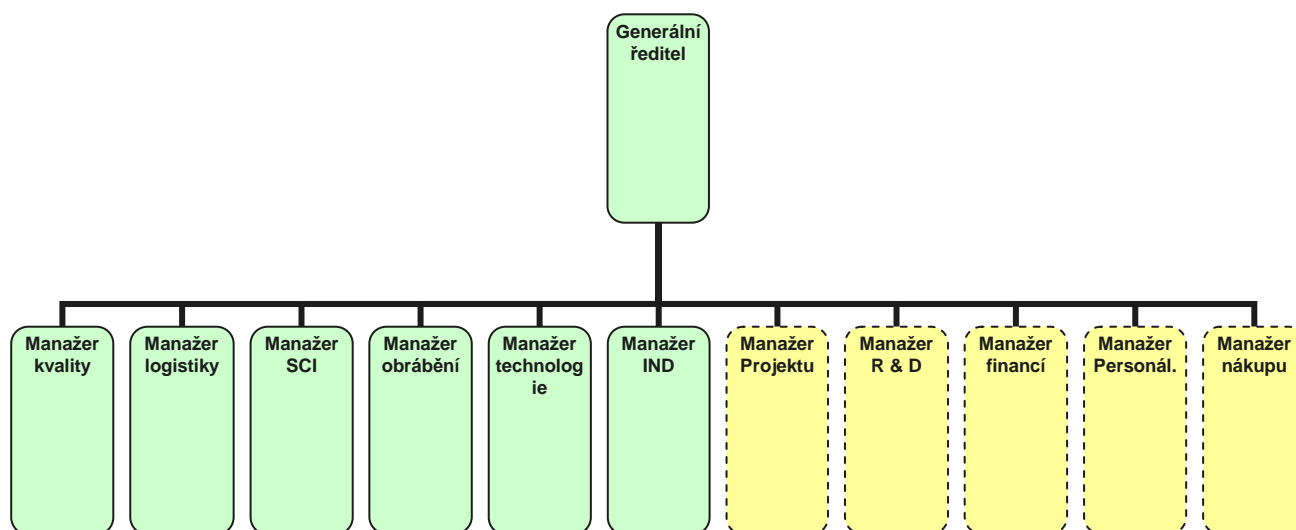 Generální
ředitel
Manažer
kvality
Manažer
logistiky
Manažer
SCI
Manažer
obrábění
Manažer
technolog
ie
Manažer
IND
Manažer
Projektu
Manažer
R & D
Manažer
financí
Manažer
Personál.
Manažer
nákupu